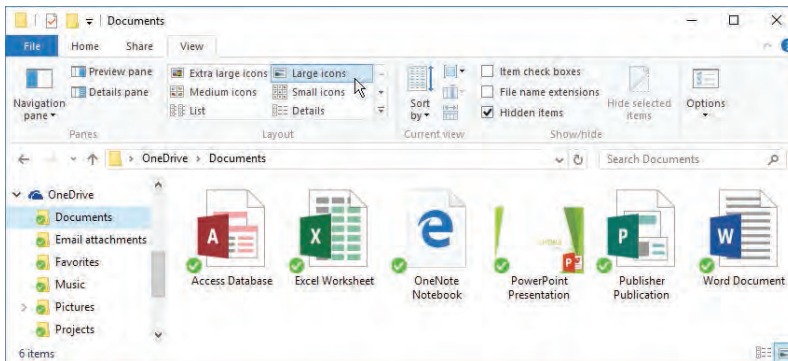 Documents
File Home Share View
Preview pane
Details pane
Navigation pane
Panes
Extra large icons Large icons
Medium icons Small icons
List Details
Layout
Sort by
Current view
Item check boxes
File name extensions
Hidden items
Hide selected items
Show/hide
Options
OneDrive > Documents
Search Documents
OneDrive
Documents
Email attachments
Favorites
Music
Pictures
Projects
A
Access Database
X
Excel Worksheet
OneNote
Notebook
P
PowerPoint
Presentation
P
Publisher
Publication
W
Word Document
6 items